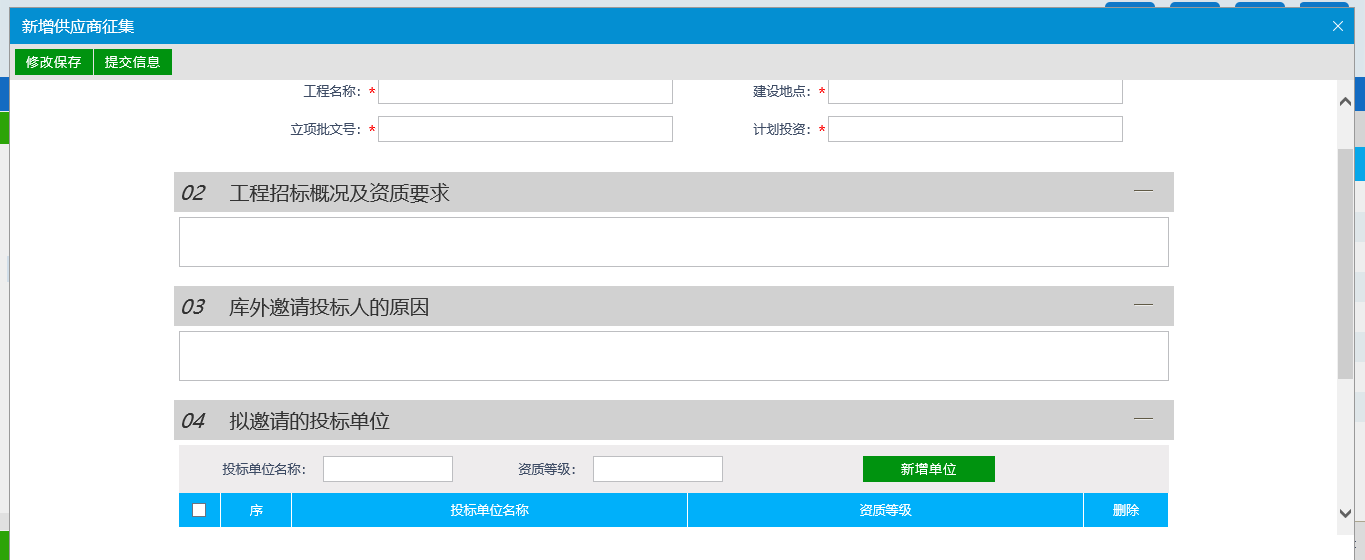 新增供应商征集
修改保存 提交信息
工程名称: * 建设地点: *
立项批文号: * 计划投资: *
02 工程招标概况及资质要求
03 库外邀请投标人的原因
04 拟邀请的投标单位
投标单位名称: 资质等级: 新增单位
序 投标单位名称 资质等级 删除